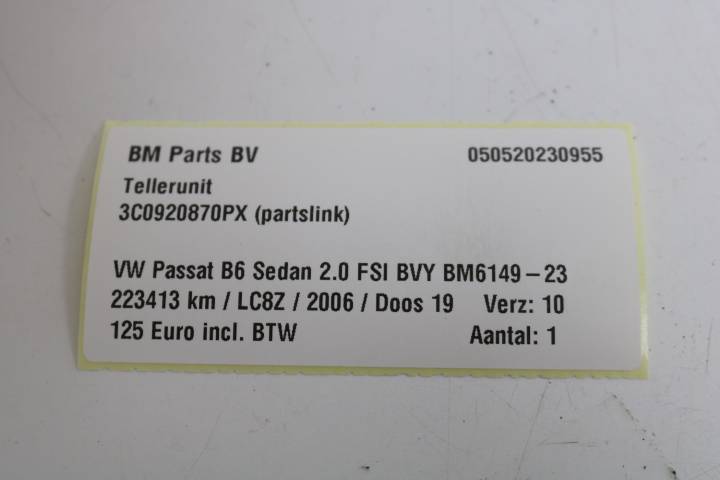 BM Parts BV 050520230955
Tellerunit
3C0920870PX (partslink)
VW Passat B6 Sedan 2.0 FSI BVY BM6149-23
223413 km / LC8Z / 2006 / Doos 19 Verz: 10
125 Euro incl. BTW Aantal: 1